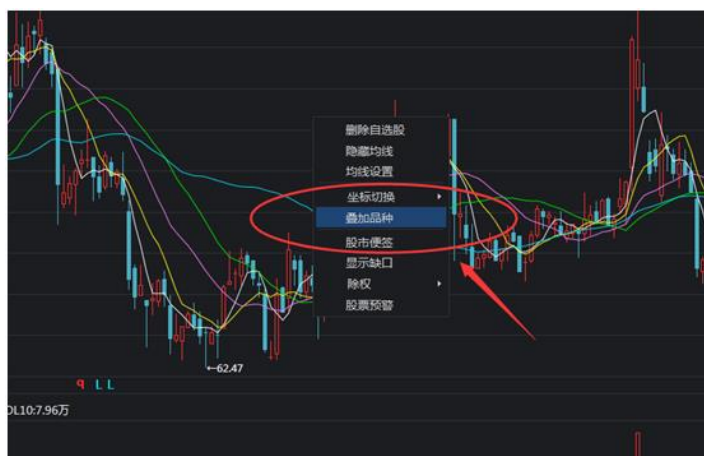 删除自选股
隐藏均线
均线设置
坐标切换
叠加品种
股市便签
显示缺口
除权
股票预警
←62.47
q L L
OL10:7.96万